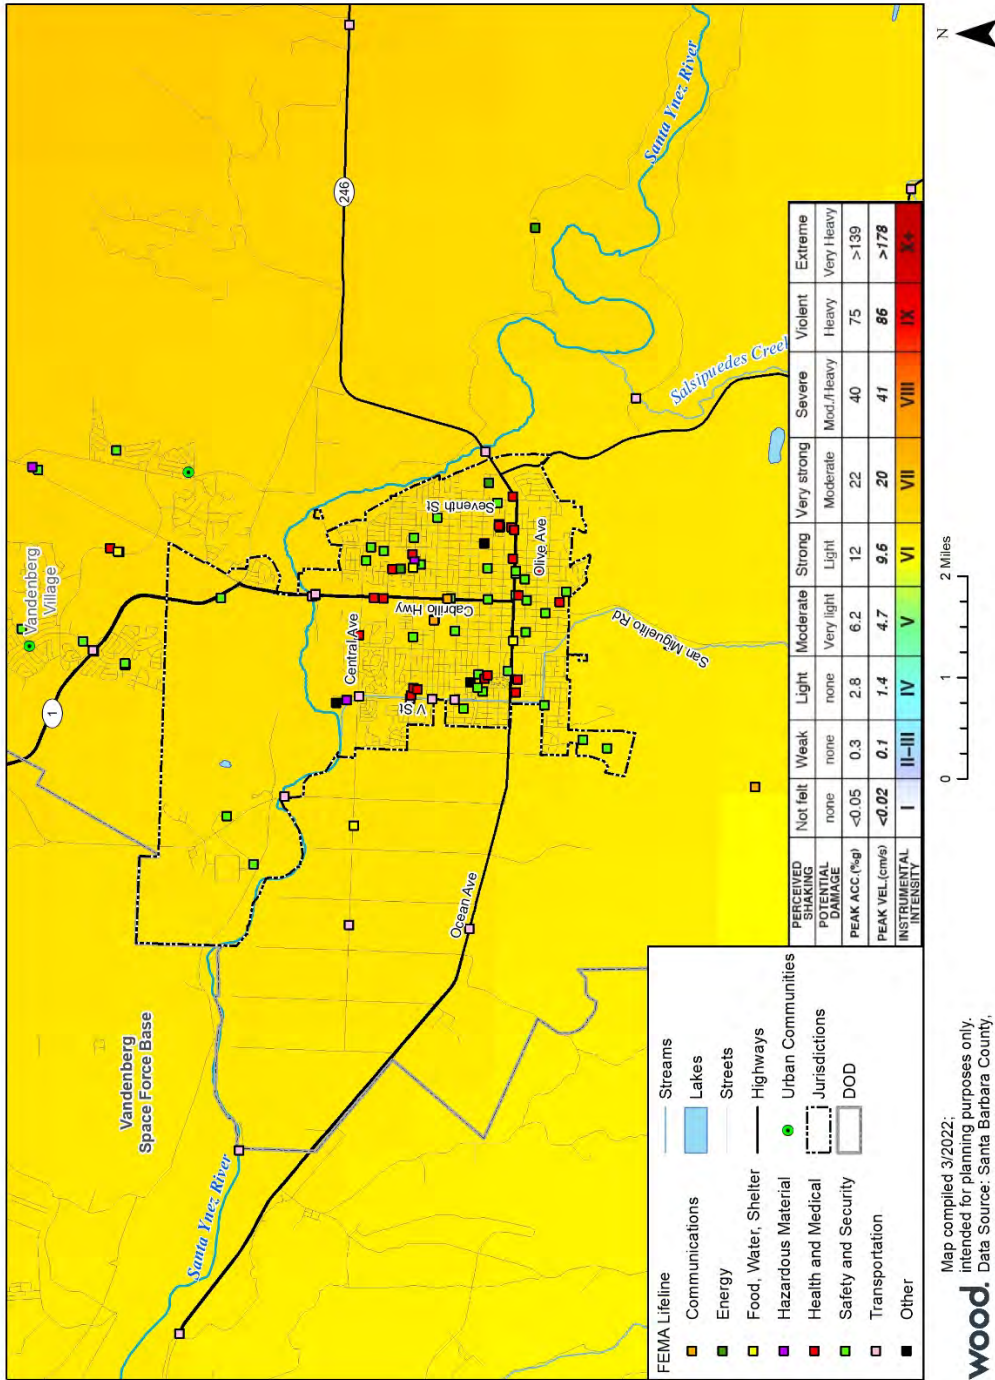 Vandenberg
Village
1
246
Vandenberg
Space Force Base
Santa Ynez River
Santa Ynez River
Salsipuedes Creek
Central Ave
V St
Cabrillo Hwy
Seventh St
Olive Ave
Ocean Ave
San Miguelito Rd
FEMA Lifeline
Communications
Energy
Food, Water, Shelter
Hazardous Material
Health and Medical
Safety and Security
Transportation
Other
Streams
Lakes
Streets
Highways
Urban Communities
Jurisdictions
DOD
PERCEIVED SHAKING Not felt Weak Light Moderate Strong Very strong Severe Violent Extreme
POTENTIAL DAMAGE none none none Very light Light Moderate Mod./Heavy Heavy Very Heavy
PEAK ACC.(%g) <0.05 0.3 2.8 6.2 12 22 40 75 >139
PEAK VEL.(cm/s) <0.02 0.1 1.4 4.7 9.6 20 41 86 >178
INSTRUMENTAL INTENSITY I II–III IV V VI VII VIII IX X+
0 1 2 Miles
N
wood.
Map compiled 3/2022;
intended for planning purposes only.
Data Source: Santa Barbara County,